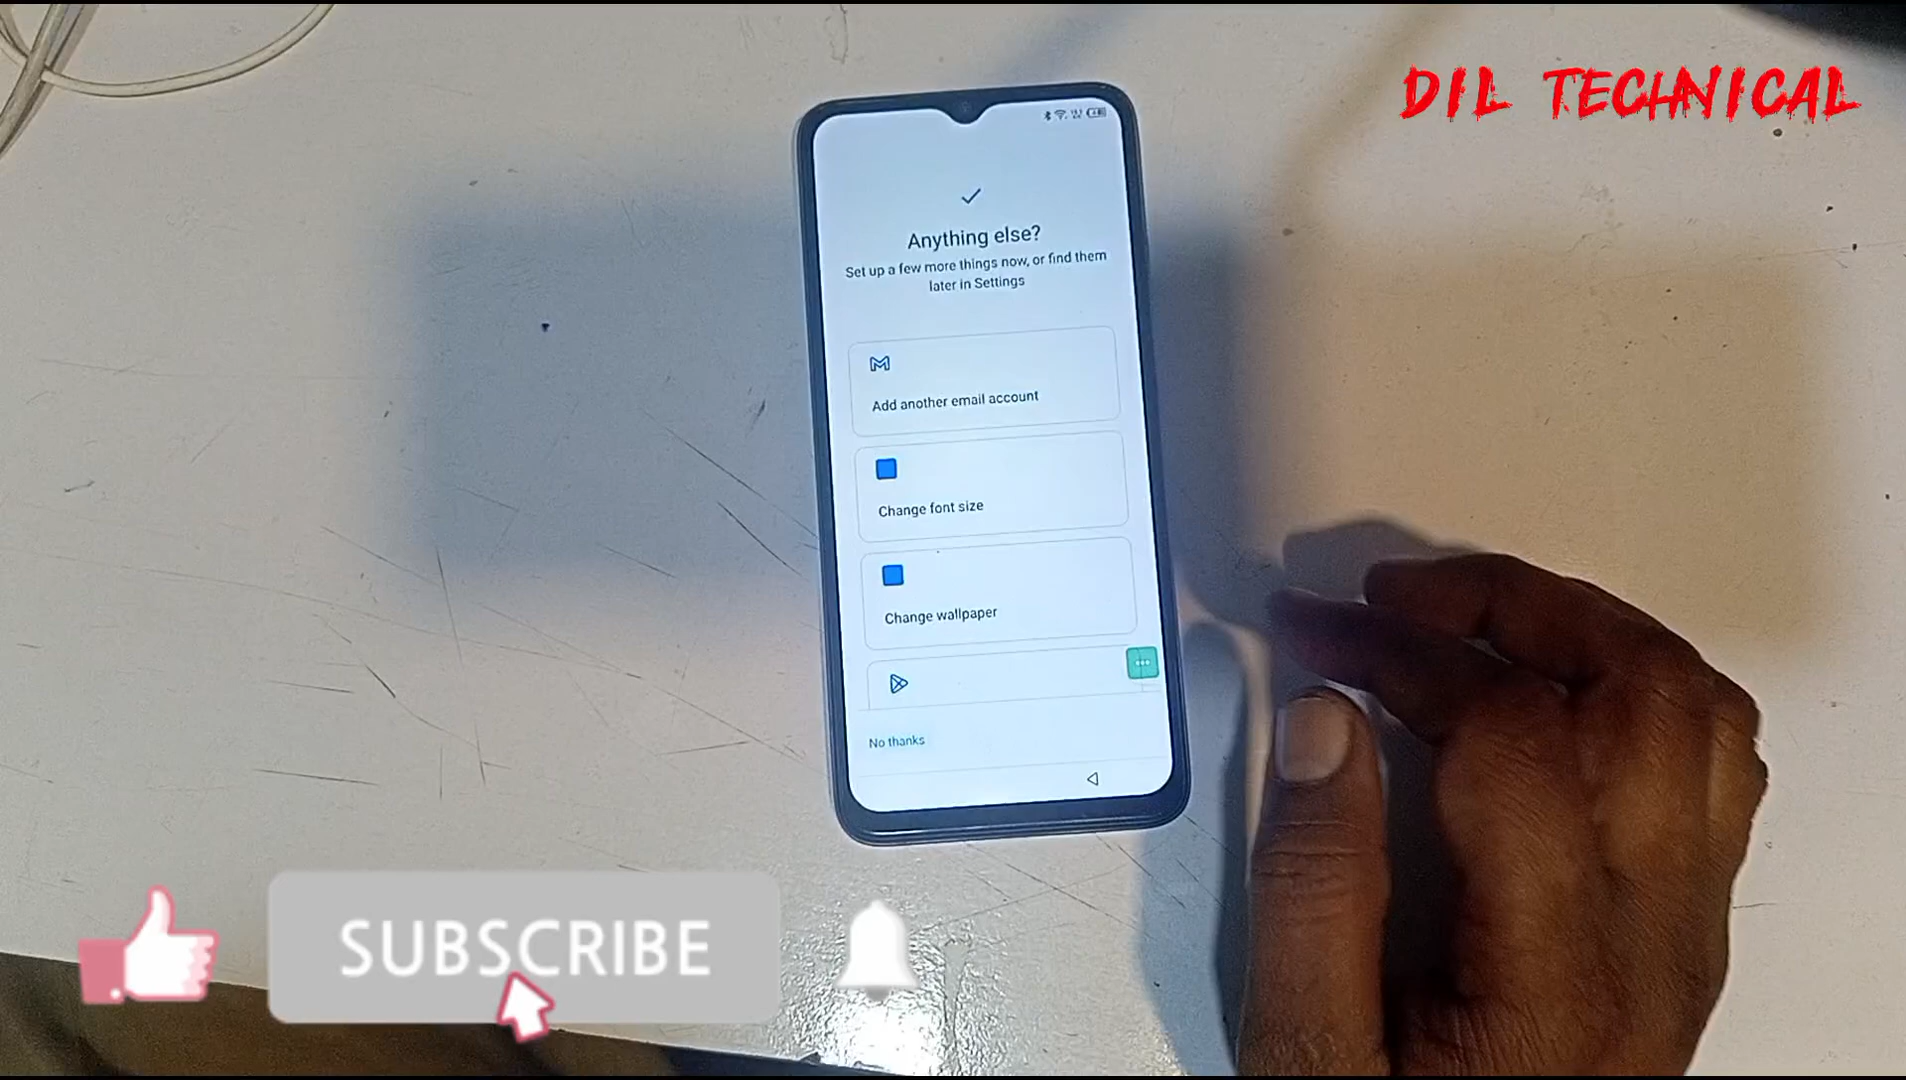 DIL TECHNICAL
Anything else?
Set up a few more things now, or find them
later in Settings
Add another email account
Change font size
Change wallpaper
No thanks
SUBSCRIBE